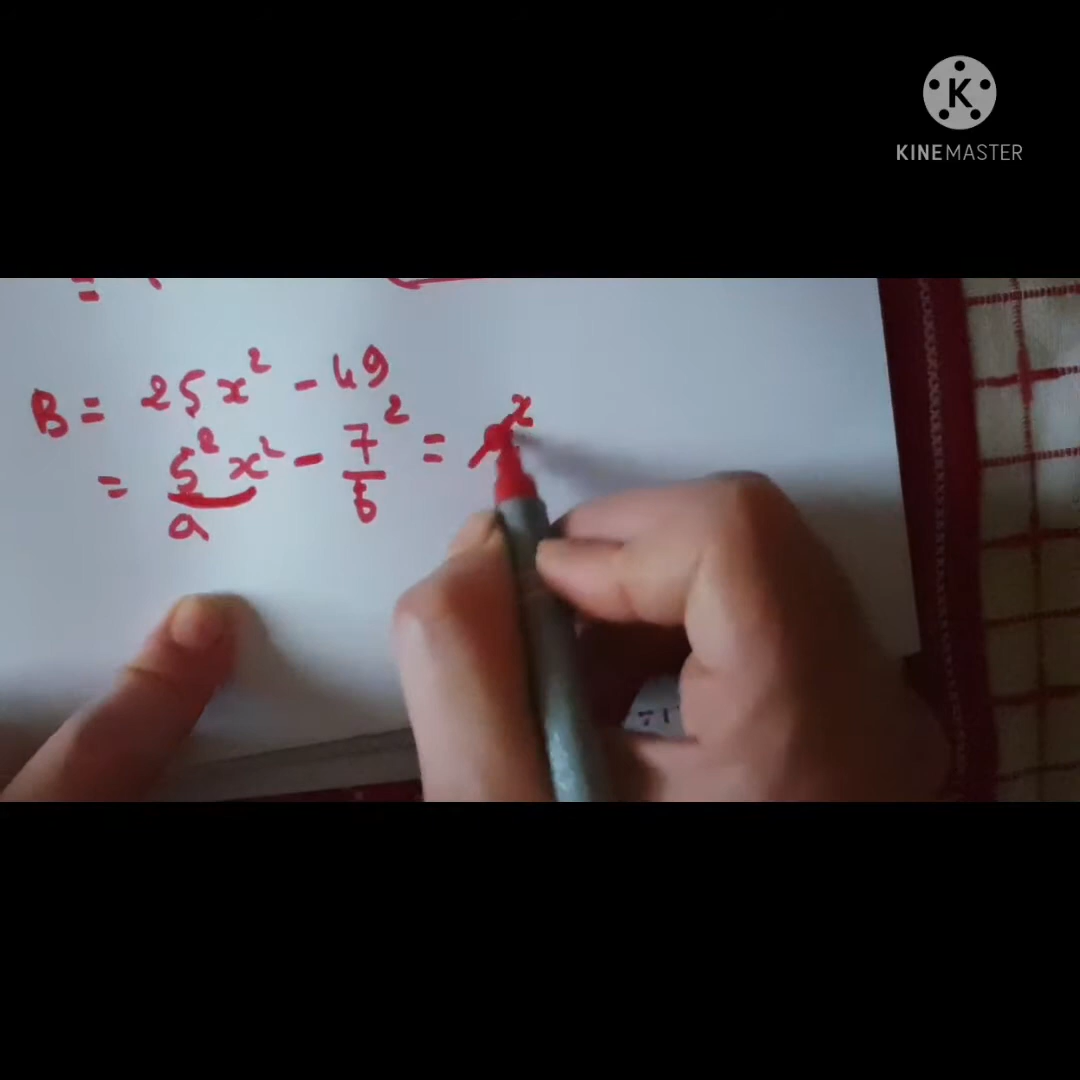 K
KINEMASTER
B = 25x² - 49
= 5²x² - 7² =
a b